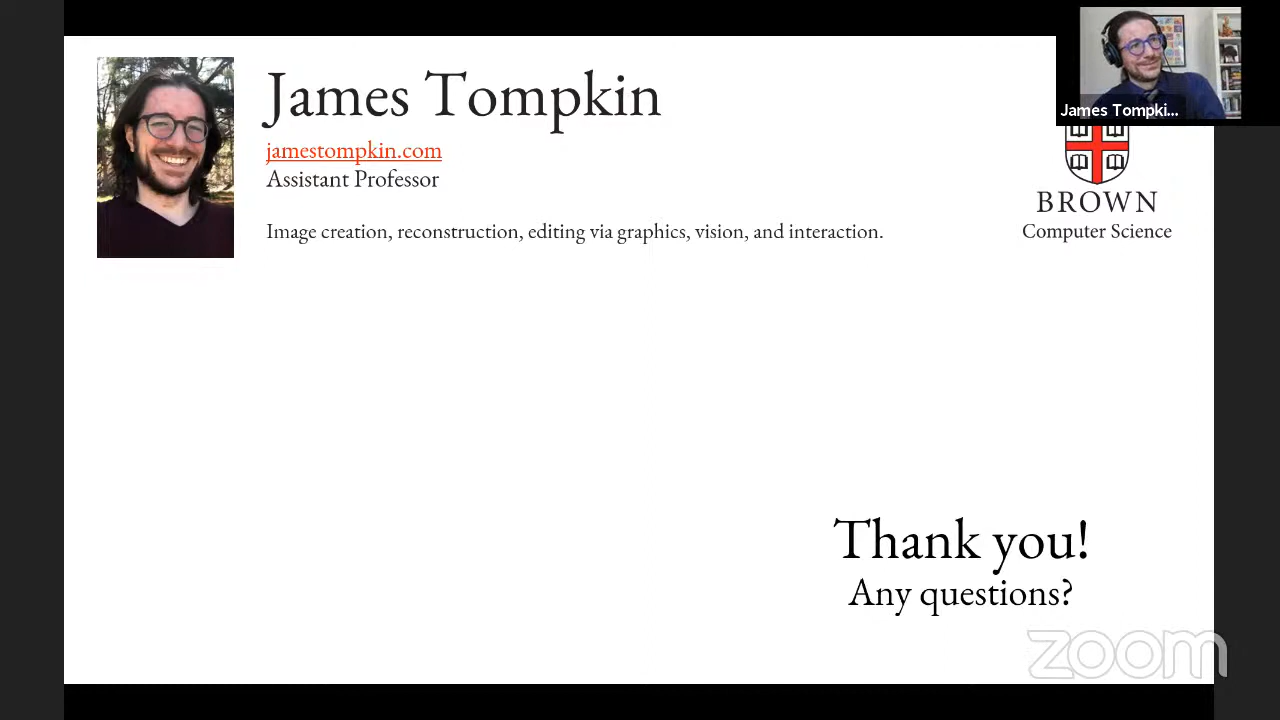 James Tompkin
James Tompki...
jamestompkin.com
Assistant Professor
BROWN
Image creation, reconstruction, editing via graphics, vision, and interaction.
Computer Science
Thank you!
Any questions?
zoom